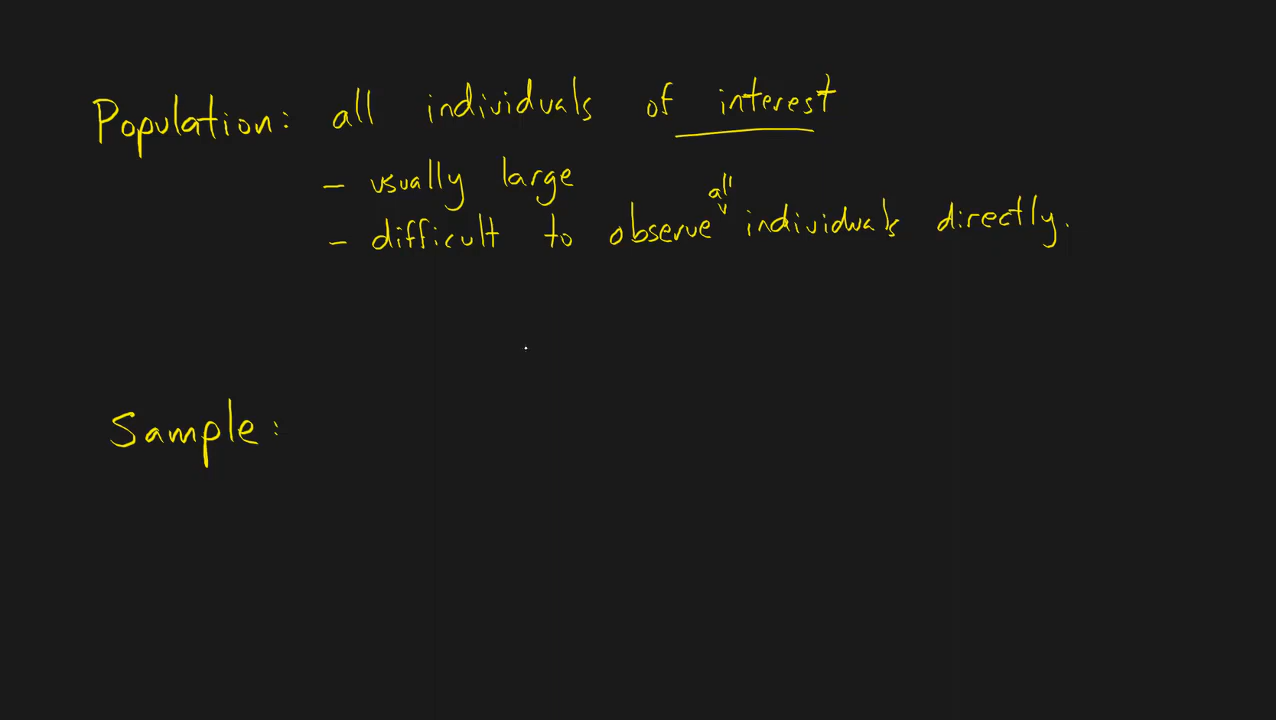 Population: all individuals of interest
- usually large
- difficult to observe all individuals directly.
Sample: